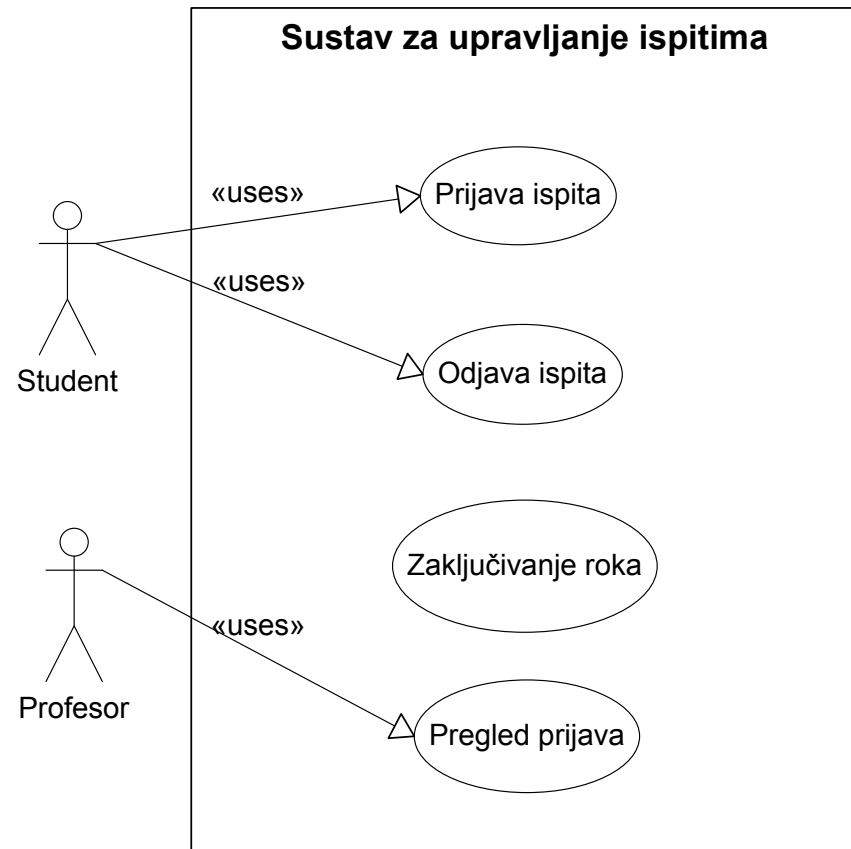 Sustav za upravljanje ispitima
«uses»
Prijava ispita
«uses»
Student
Odjava ispita
Zaključivanje roka
«uses»
Profesor
Pregled prijava